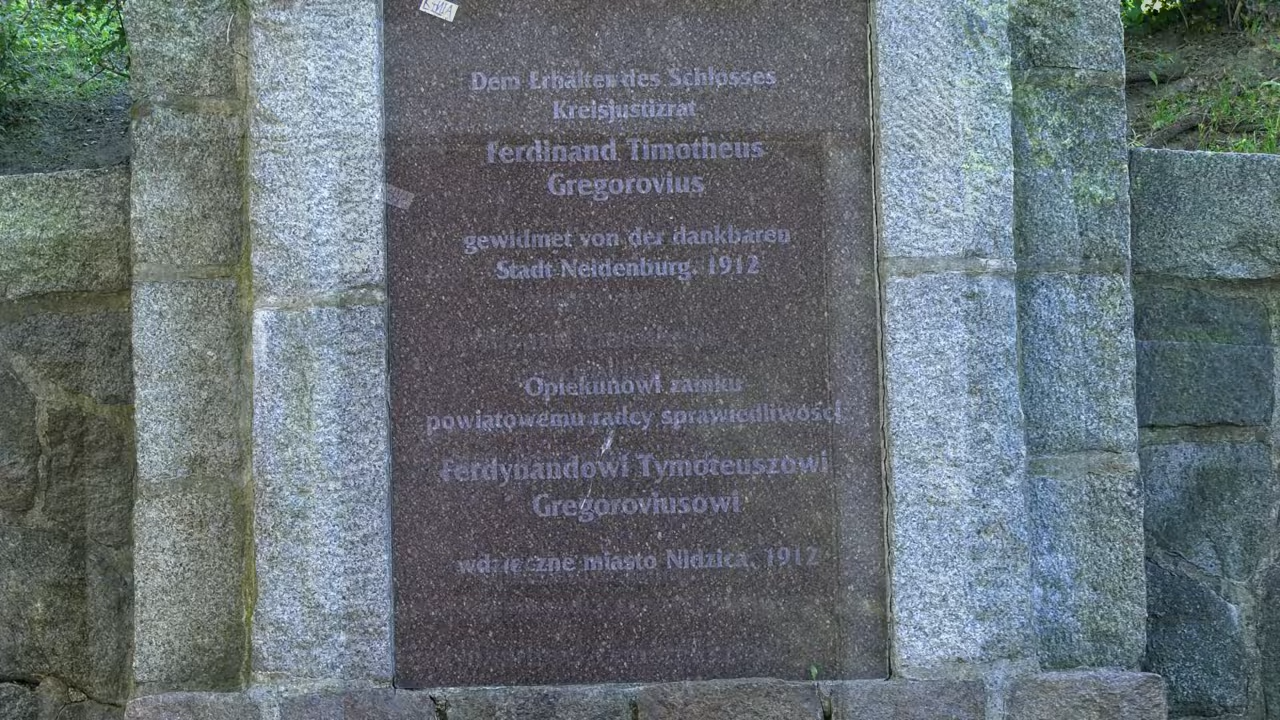 Dem Erhalter des Schlosses
Kreisjustizrat
Ferdinand Timotheus
Gregorovius
gewidmet von der dankbaren
Stadt Neidenburg. 1912
Opiekunowi zamku
powiatowemu radcy sprawiedliwości
Ferdynandowi Tymoteuszowi
Gregoroviusowi
wdzięczne miasto Nidzica. 1912